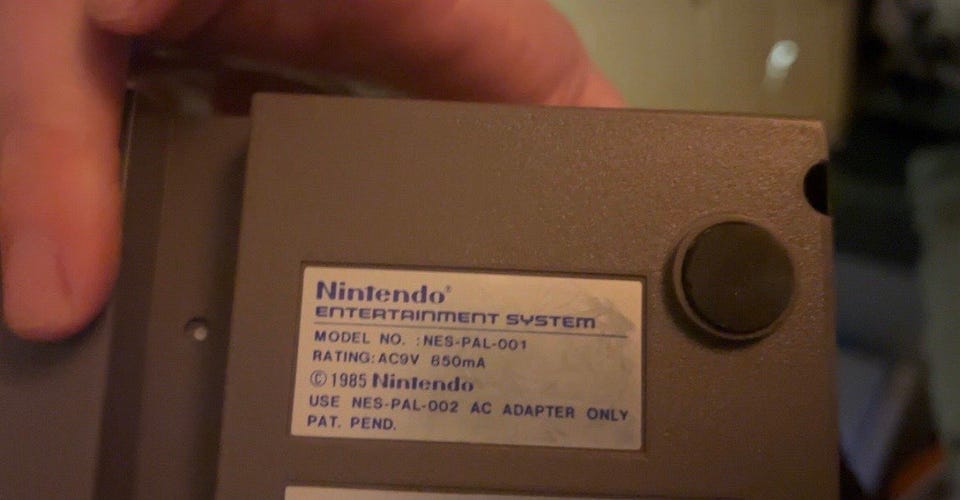 Nintendo®
ENTERTAINMENT SYSTEM
MODEL NO. :NES-PAL-001
RATING:AC9V 850mA
© 1985 Nintendo
USE NES-PAL-002 AC ADAPTER ONLY
PAT. PEND.